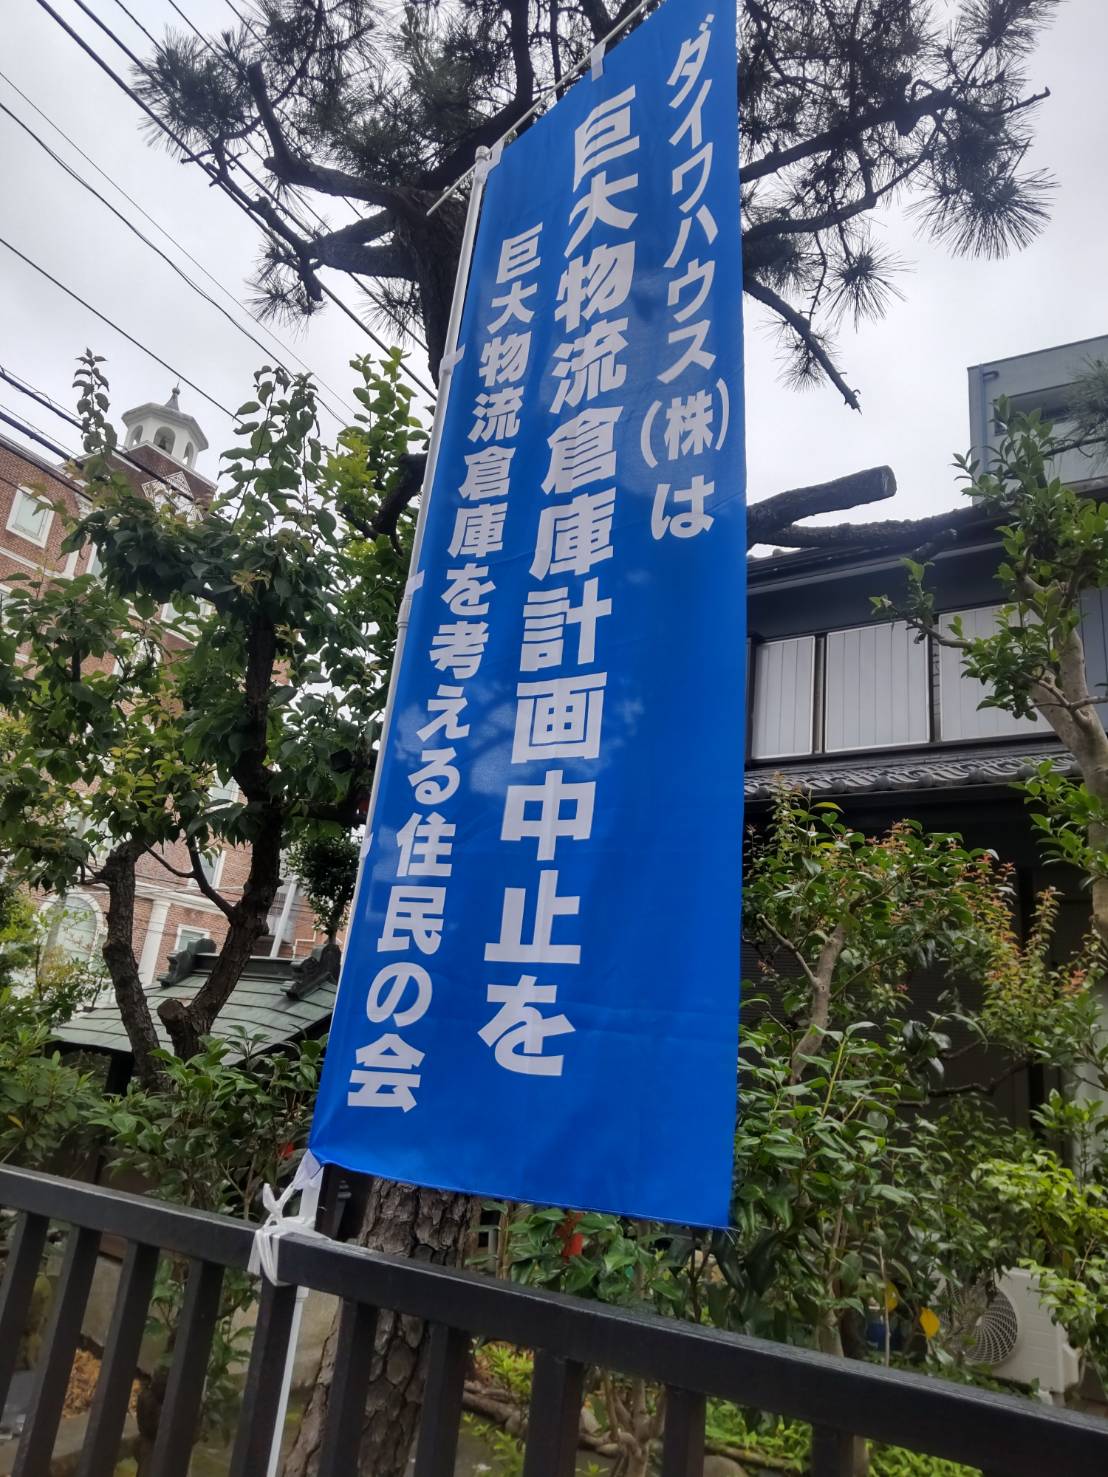 ダイワハウス(株)は
巨大物流倉庫計画中止を
巨大物流倉庫を考える住民の会